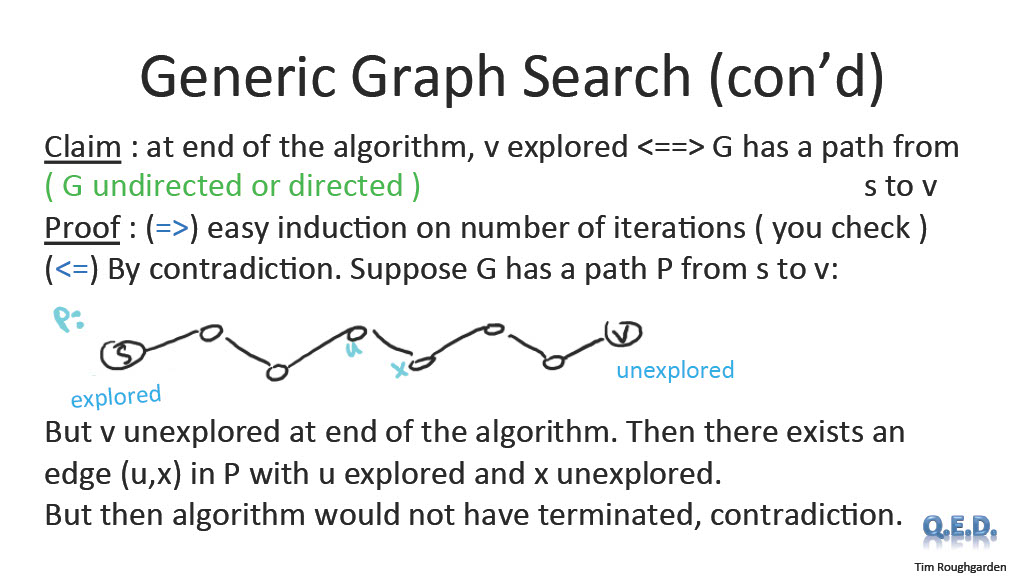 Generic Graph Search (con’d)
Claim : at end of the algorithm, v explored <==> G has a path from
( G undirected or directed ) s to v
Proof : (=>) easy induction on number of iterations ( you check )
(<=) By contradiction. Suppose G has a path P from s to v:
P:
S u x V
explored unexplored
But v unexplored at end of the algorithm. Then there exists an
edge (u,x) in P with u explored and x unexplored.
But then algorithm would not have terminated, contradiction.
Q.E.D.
Tim Roughgarden